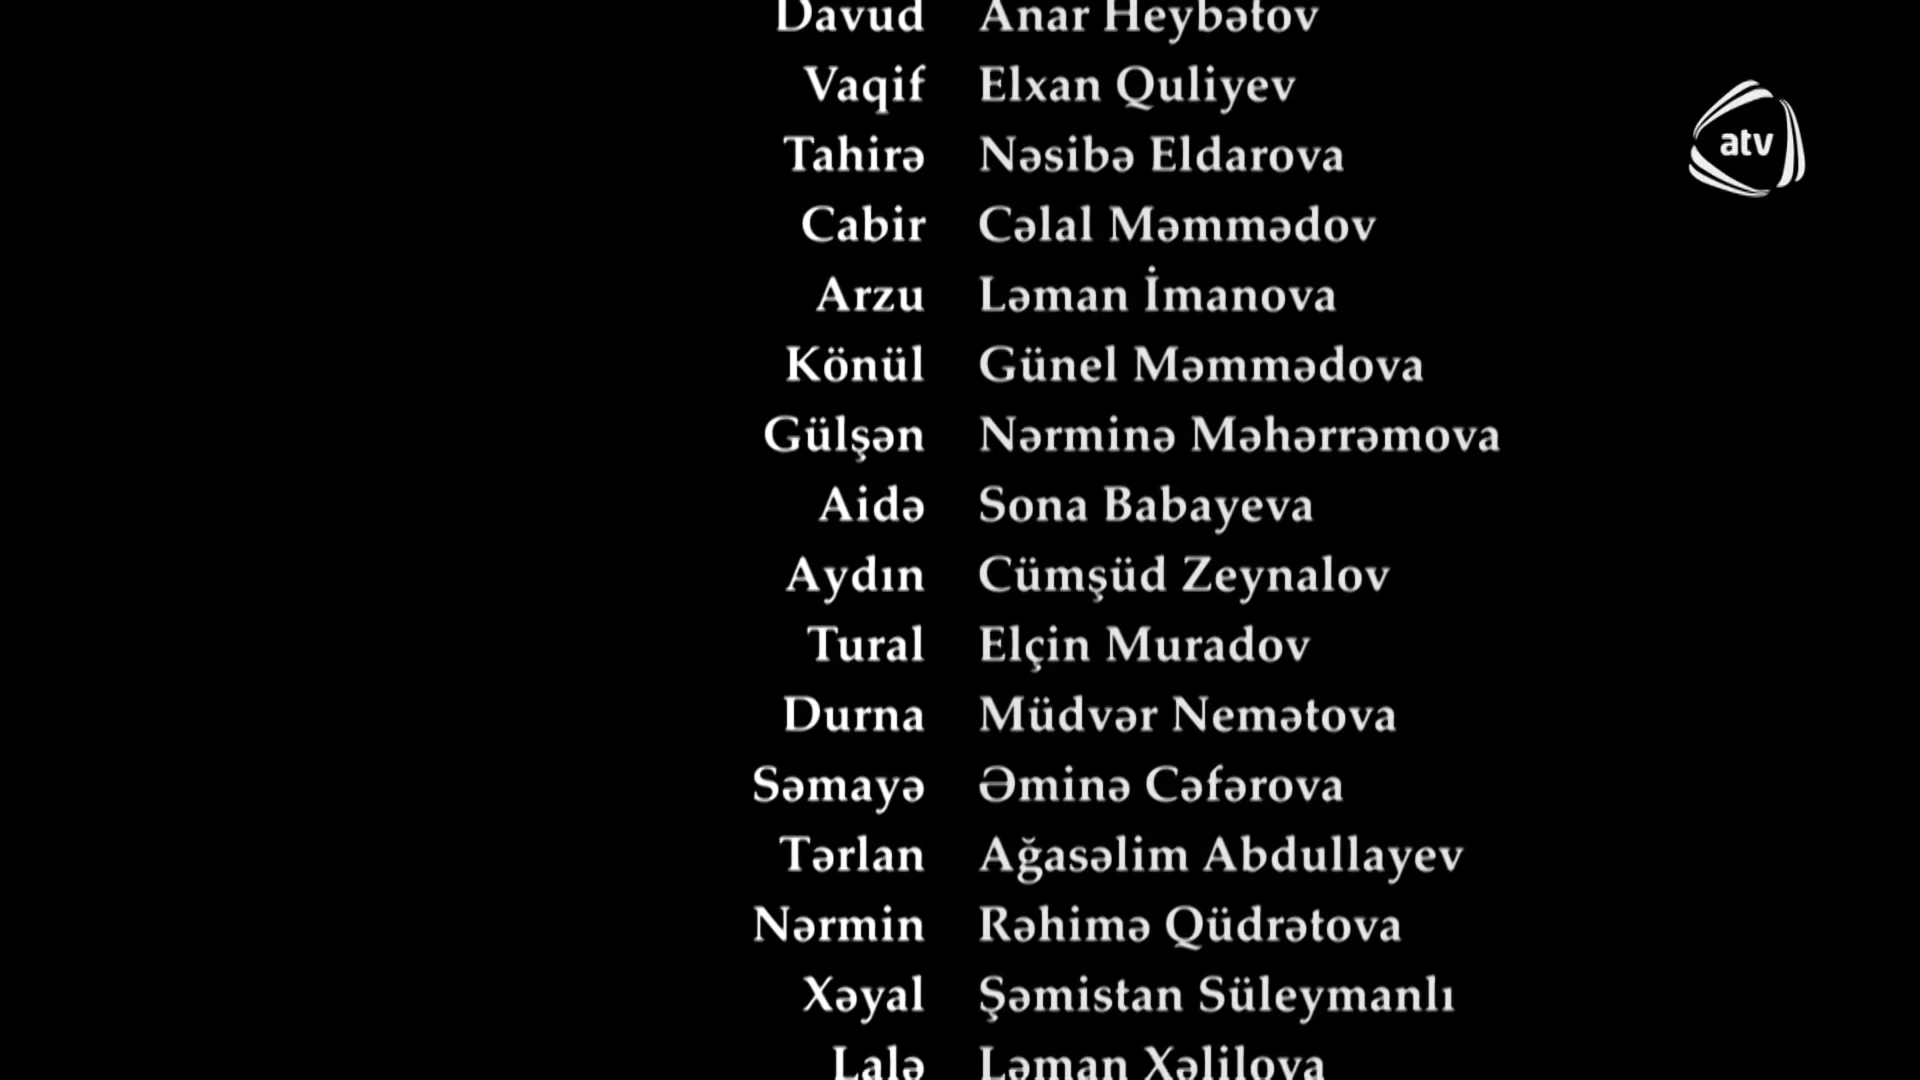 Davud Anar Heybətov
Vaqif Elxan Quliyev
Tahirə Nəsibə Eldarova
Cabir Cəlal Məmmədov
Arzu Ləman İmanova
Könül Günel Məmmədova
Gülşən Nərminə Məhərrəmova
Aidə Sona Babayeva
Aydın Cümşüd Zeynalov
Tural Elçin Muradov
Durna Müdvər Nemətova
Səmayə Əminə Cəfərova
Tərlan Ağasəlim Abdullayev
Nərmin Rəhimə Qüdrətova
Xəyal Şəmistan Süleymanlı
Lalə Ləman Xəlilova
atv